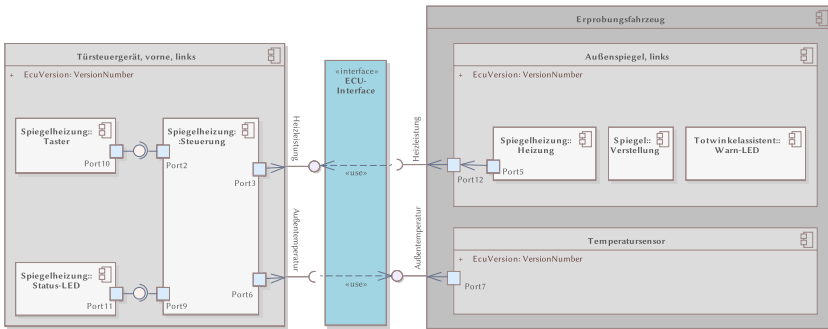 Türsteuergerät, vorne, links
+ EcuVersion: VersionNumber
Spiegelheizung::
Taster
Port10
Spiegelheizung:
:Steuerung
Port2
Port3
Spiegelheizung::
Status-LED
Port11
Port9
Port6
Heizleistung
Außentemperatur
«interface»
ECU-
Interface
«use»
«use»
Heizleistung
Außentemperatur
Erprobungsfahrzeug
Außenspiegel, links
+ EcuVersion: VersionNumber
Spiegelheizung::
Heizung
Port12
Port5
Spiegel::
Verstellung
Totwinkelassistent::
Warn-LED
Temperatursensor
+ EcuVersion: VersionNumber
Port7